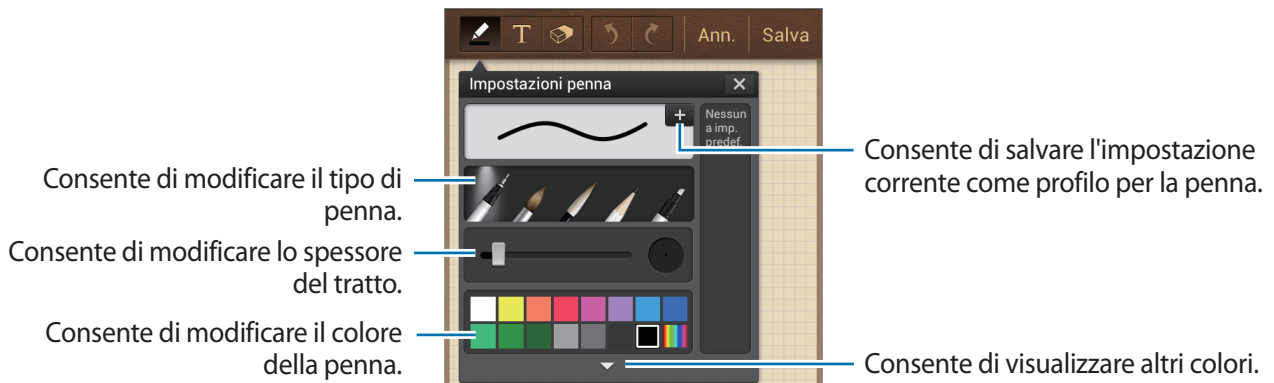 T
Ann.
Salva
Impostazioni penna
Nessun
a imp.
predef.
Consente di salvare l'impostazione
corrente come profilo per la penna.
Consente di modificare il tipo di
penna.
Consente di modificare lo spessore
del tratto.
Consente di modificare il colore
della penna.
Consente di visualizzare altri colori.